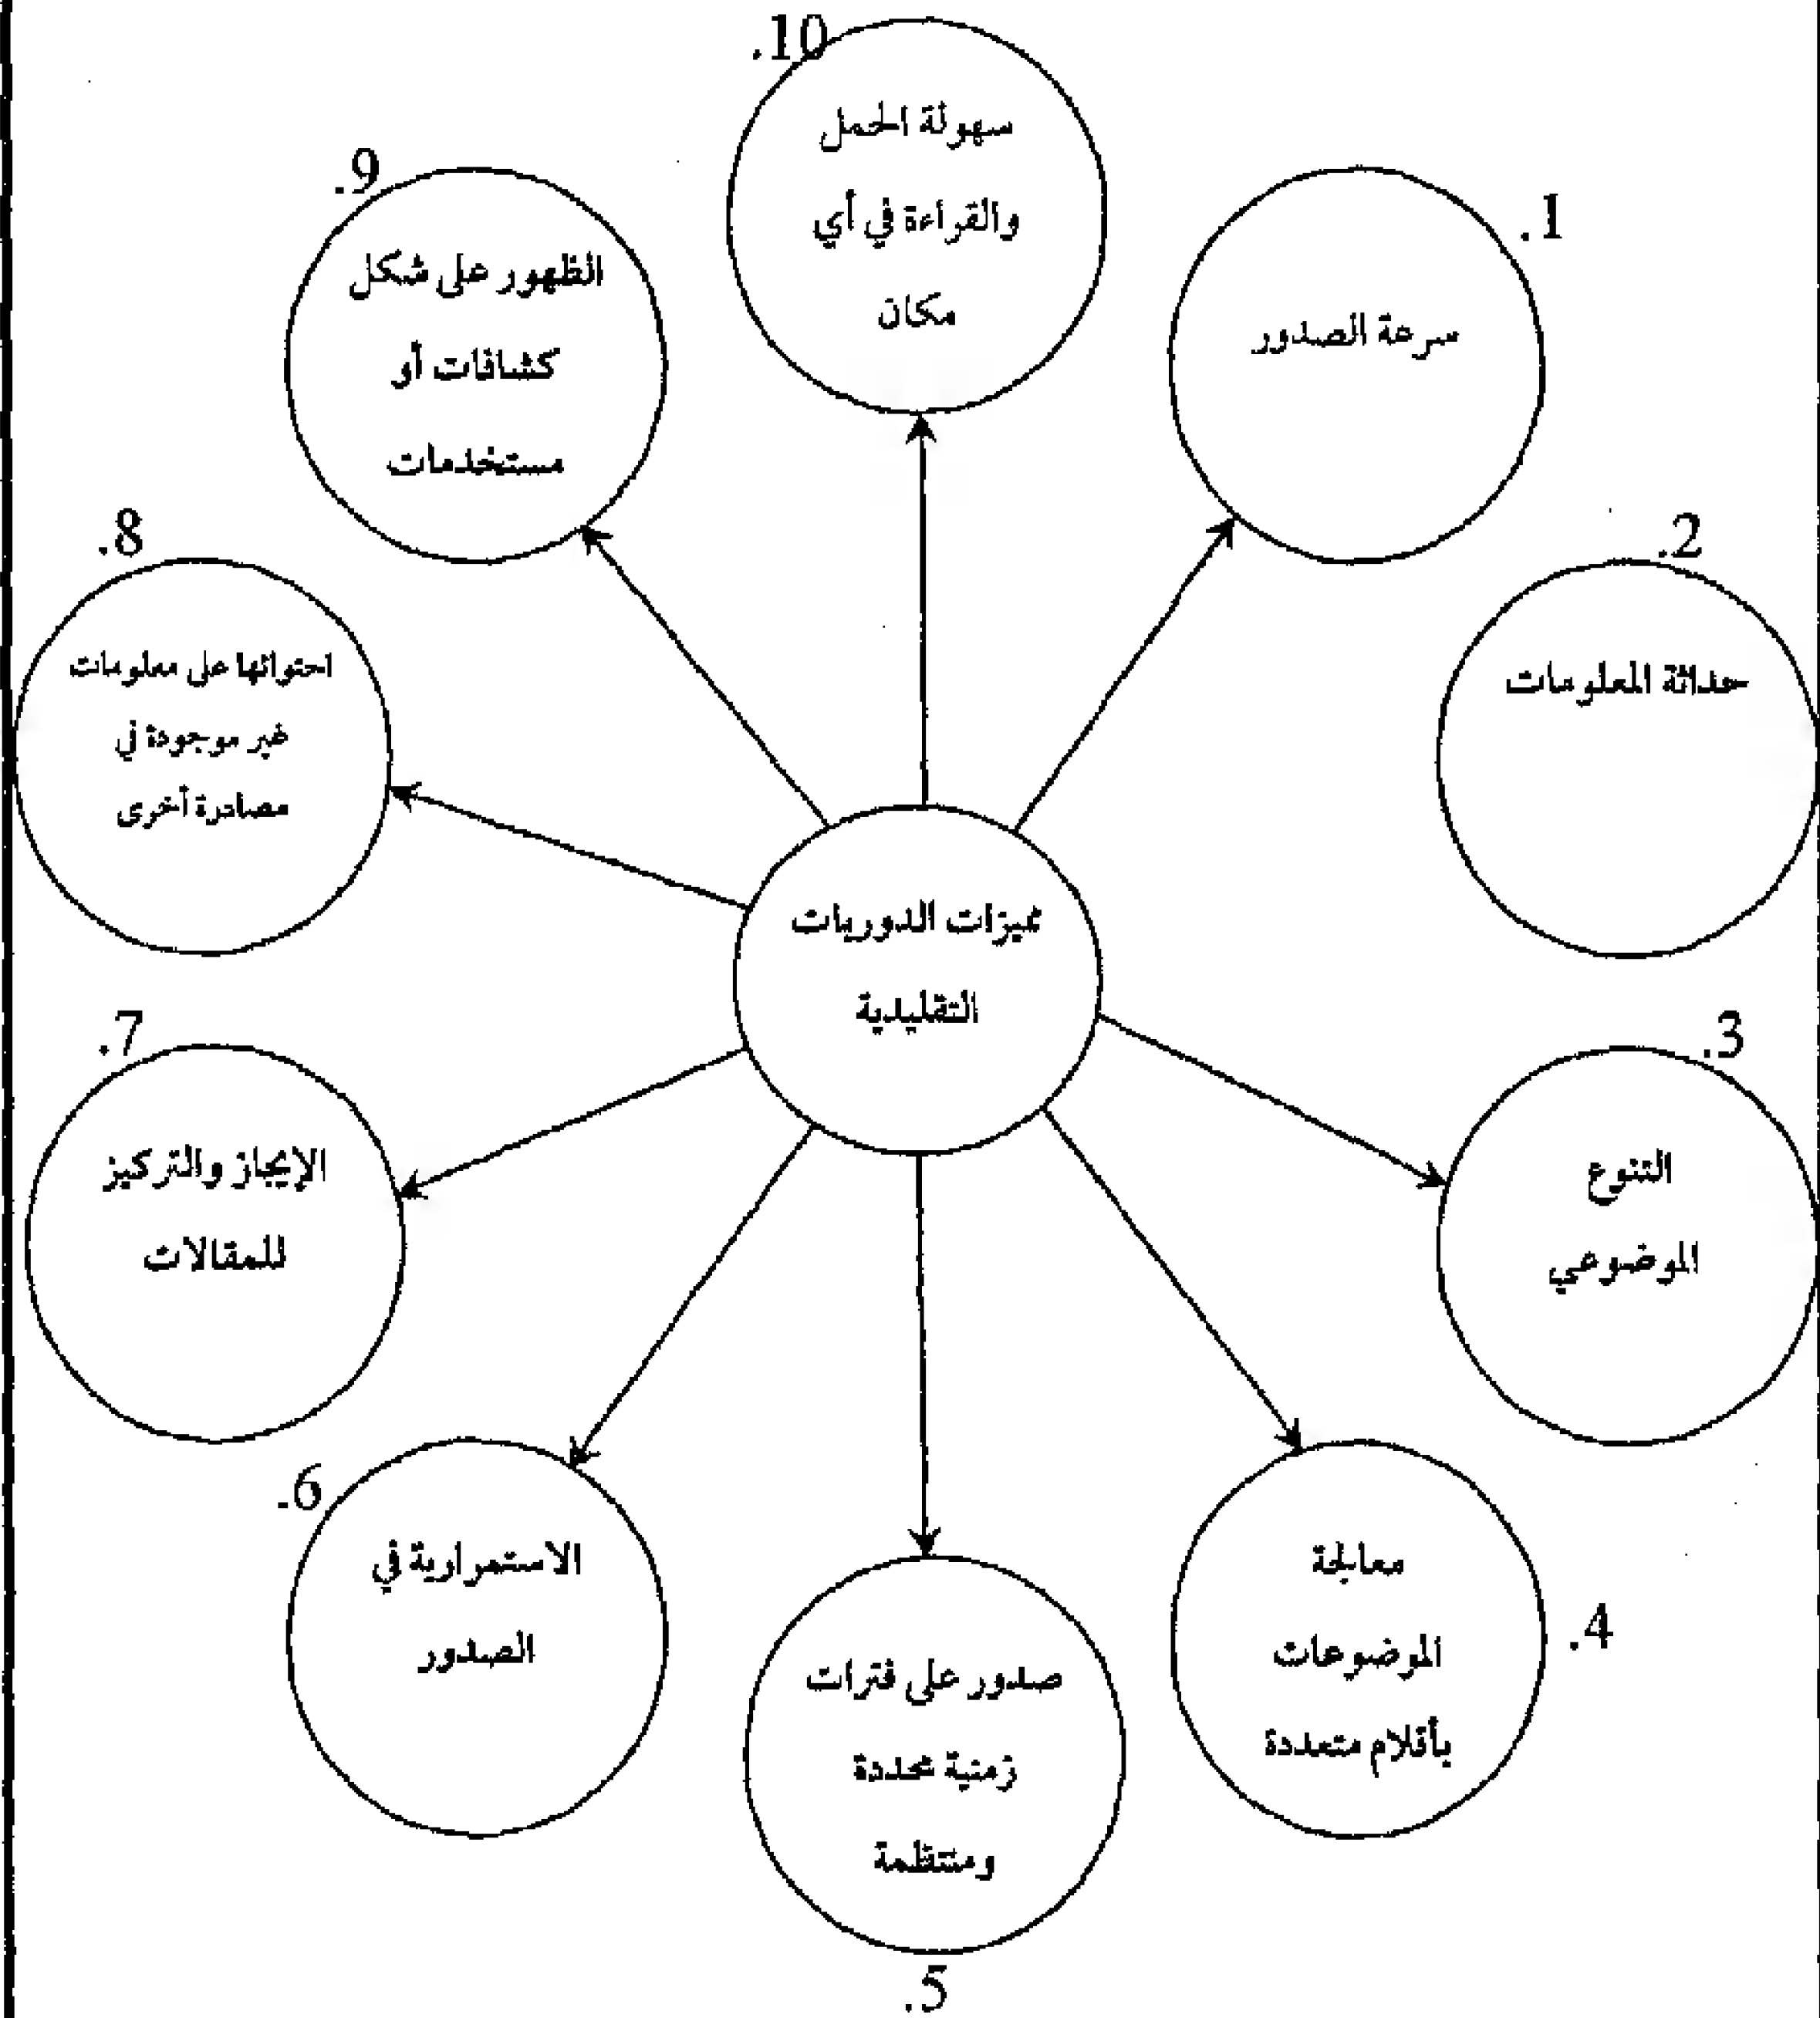 مميزات الدوريات
التقليدية
1.
سرعة الصدور
2.
حداثة المعلومات
3.
التنوع
الموضوعي
4.
معالجة
الموضوعات
بأقلام متعددة
5.
صدور على فترات
زمنية محددة
ومنتظمة
6.
الاستمرارية في
الصدور
7.
الإيجاز والتركيز
للمقالات
8.
احتوائها على معلومات
غير موجودة في
مصادرة أخرى
9.
الظهور على شكل
كشافات أو
مستخدمات
10.
سهولة الحمل
والقراءة في أي
مكان